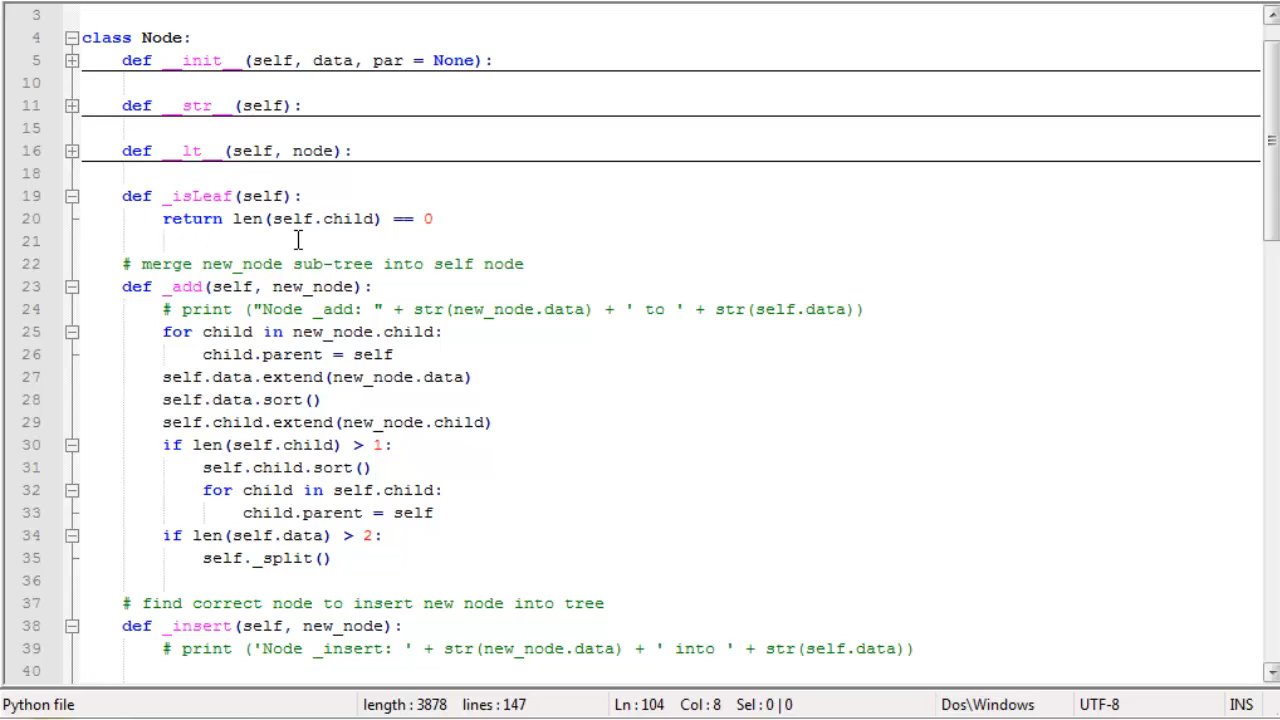 3
4 class Node:
5 def __init__(self, data, par = None):
10
11 def __str__(self):
15
16 def __lt__(self, node):
18
19 def _isLeaf(self):
20 return len(self.child) == 0
21
22 # merge new_node sub-tree into self node
23 def _add(self, new_node):
24 # print ("Node _add: " + str(new_node.data) + ' to ' + str(self.data))
25 for child in new_node.child:
26 child.parent = self
27 self.data.extend(new_node.data)
28 self.data.sort()
29 self.child.extend(new_node.child)
30 if len(self.child) > 1:
31 self.child.sort()
32 for child in self.child:
33 child.parent = self
34 if len(self.data) > 2:
35 self._split()
36
37 # find correct node to insert new node into tree
38 def _insert(self, new_node):
39 # print ('Node _insert: ' + str(new_node.data) + ' into ' + str(self.data))
40
Python file length : 3878 lines : 147 Ln : 104 Col : 8 Sel : 0 | 0 Dos\Windows UTF-8 INS